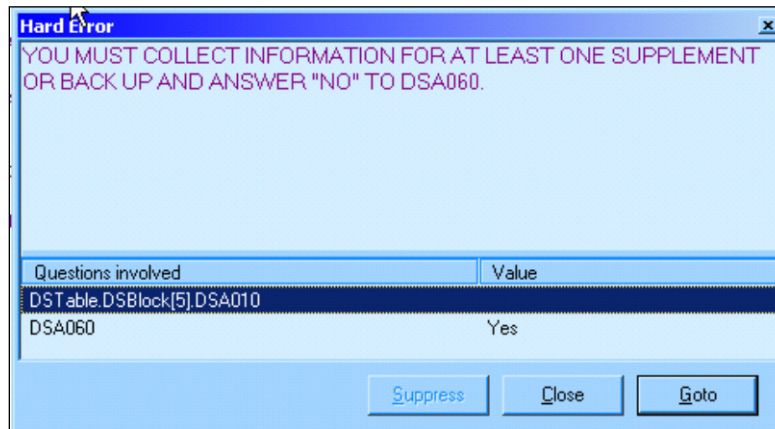 Hard Error
YOU MUST COLLECT INFORMATION FOR AT LEAST ONE SUPPLEMENT
OR BACK UP AND ANSWER "NO" TO DSA060.
Questions involved Value
DSTable.DSBlock[5].DSA010
DSA060 Yes
Suppress Close Goto